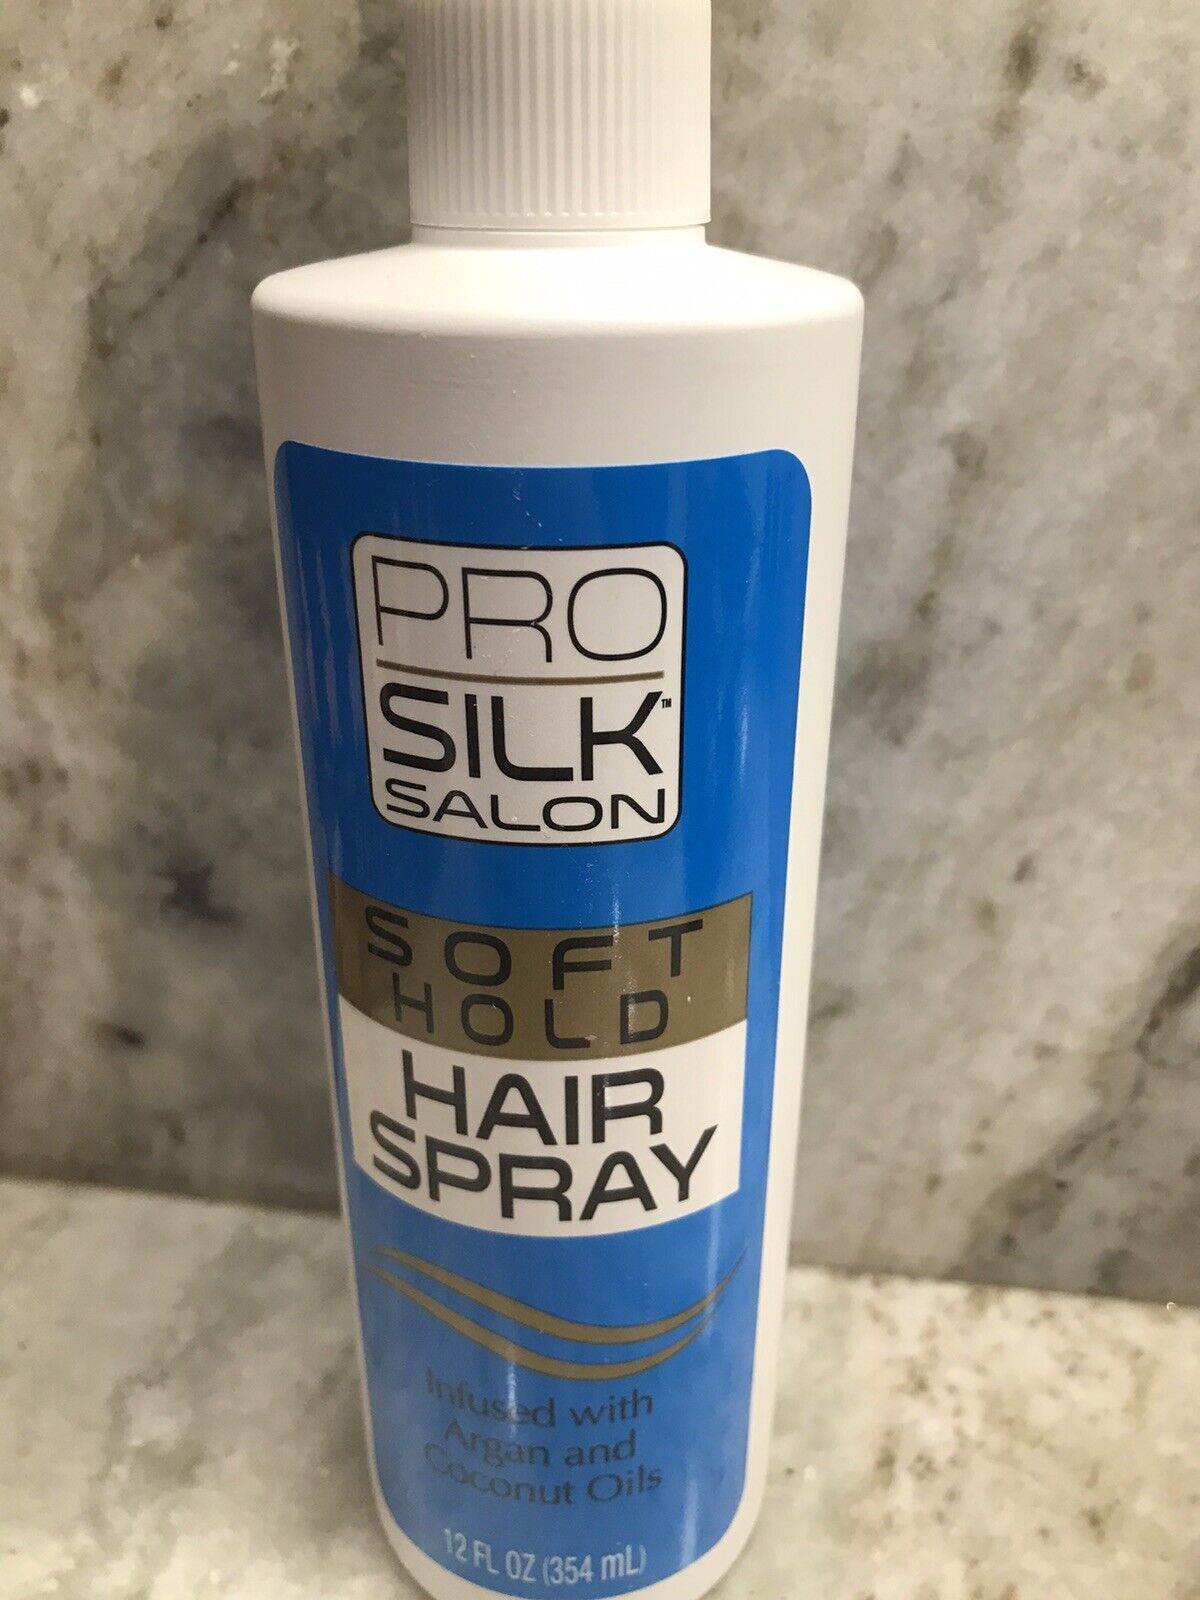 PRO
SILK™
SALON
SOFT
HOLD
HAIR
SPRAY
Infused with
Argan and
Coconut Oils
12 FL OZ (354 mL)